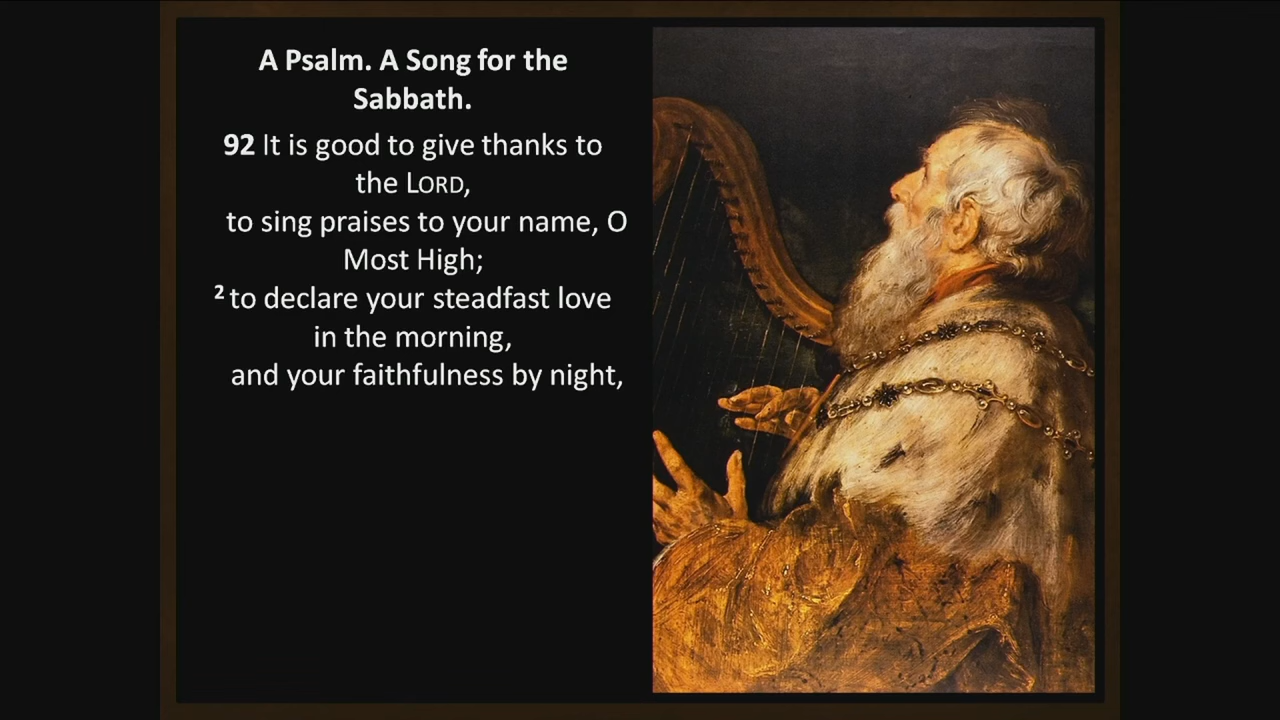 A Psalm. A Song for the
Sabbath.
92 It is good to give thanks to
the LORD,
to sing praises to your name, O
Most High;
2 to declare your steadfast love
in the morning,
and your faithfulness by night,